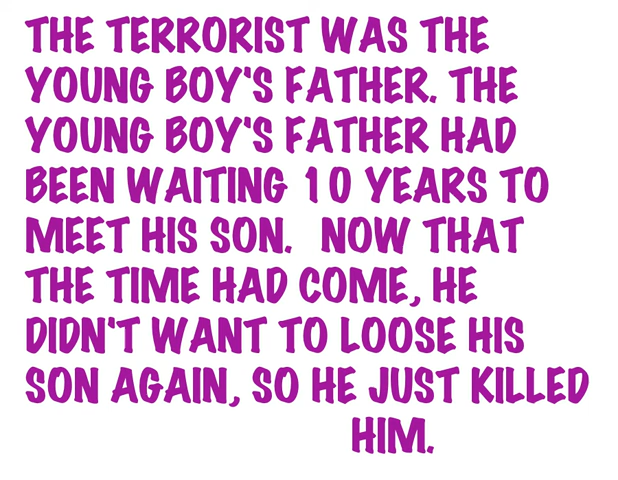 THE TERRORIST WAS THE
YOUNG BOY'S FATHER. THE
YOUNG BOY'S FATHER HAD
BEEN WAITING 10 YEARS TO
MEET HIS SON. NOW THAT
THE TIME HAD COME, HE
DIDN'T WANT TO LOOSE HIS
SON AGAIN, SO HE JUST KILLED
HIM.